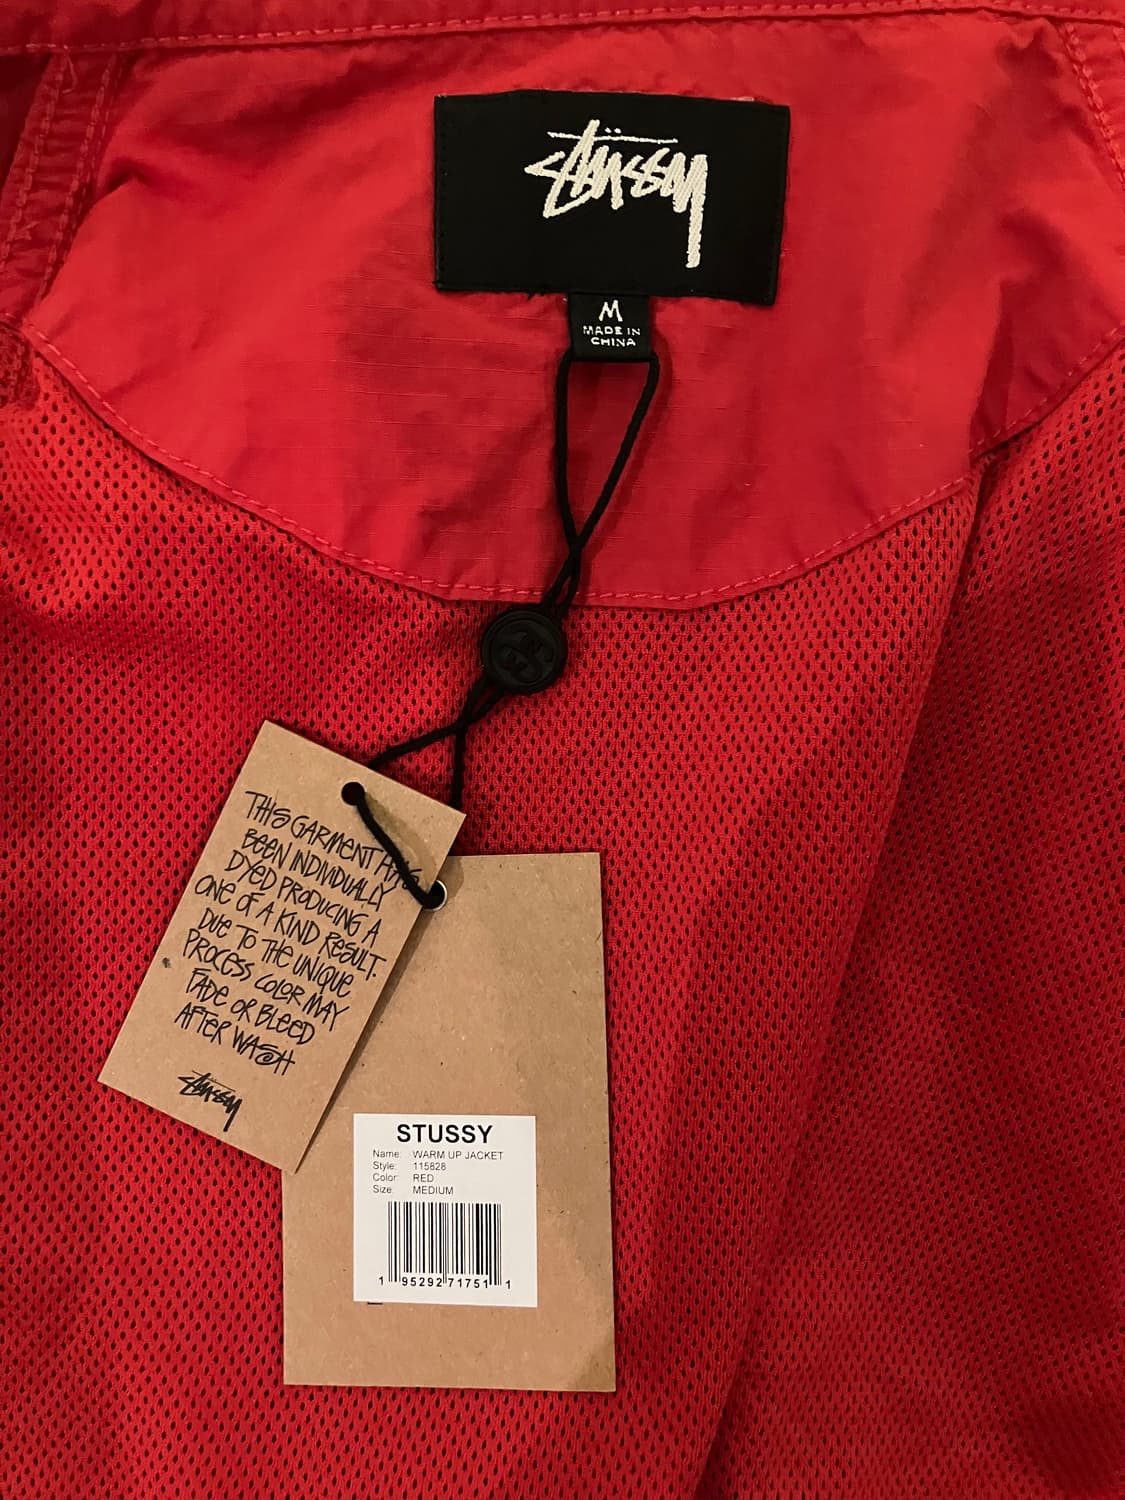 Stüssy
M
MADE IN
CHINA
THIS GARMENT HAS
BEEN INDIVIDUALLY
DYED PRODUCING A
ONE OF A KIND RESULT.
DUE TO THE UNIQUE
PROCESS COLOR MAY
FADE OR BLEED
AFTER WASH
Stüssy
STUSSY
Name: WARM UP JACKET
Style: 115828
Color: RED
Size: MEDIUM
1 95292 71751 1